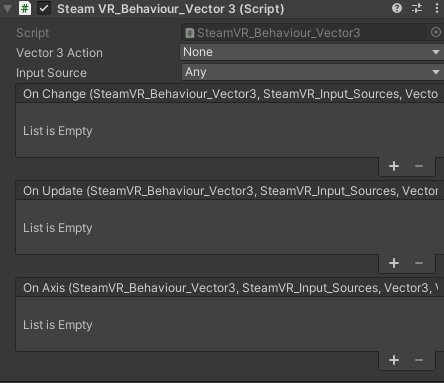 Steam VR_Behaviour_Vector 3 (Script)
Script SteamVR_Behaviour_Vector3
Vector 3 Action None
Input Source Any
On Change (SteamVR_Behaviour_Vector3, SteamVR_Input_Sources, Vecto
List is Empty
+ −
On Update (SteamVR_Behaviour_Vector3, SteamVR_Input_Sources, Vector
List is Empty
+ −
On Axis (SteamVR_Behaviour_Vector3, SteamVR_Input_Sources, Vector3, V
List is Empty
+ −